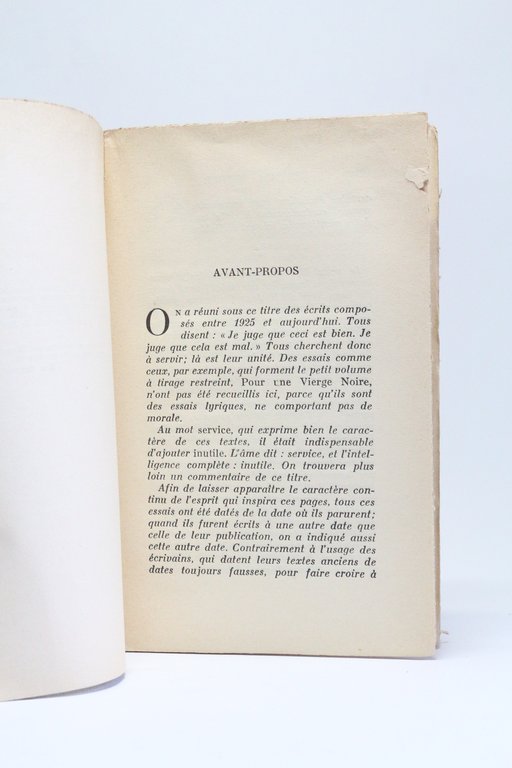 AVANT-PROPOS
ON a réuni sous ce titre des écrits compo-
sés entre 1925 et aujourd'hui. Tous
disent : « Je juge que ceci est bien. Je
juge que cela est mal. » Tous cherchent donc
à servir; là est leur unité. Des essais comme
ceux, par exemple, qui forment le petit volume
à tirage restreint, Pour une Vierge Noire,
n'ont pas été recueillis ici, parce qu'ils sont
des essais lyriques, ne comportant pas de
morale.
Au mot service, qui exprime bien le carac-
tère de ces textes, il était indispensable
d'ajouter inutile. L'âme dit : service, et l'intel-
ligence complète : inutile. On trouvera plus
loin un commentaire de ce titre.
Afin de laisser apparaître le caractère con-
tinu de l'esprit qui inspira ces pages, tous ces
essais ont été datés de la date où ils parurent;
quand ils furent écrits à une autre date que
celle de leur publication, on a indiqué aussi
cette autre date. Contrairement à l'usage des
écrivains, qui datent leurs textes anciens de
dates toujours fausses, pour faire croire à